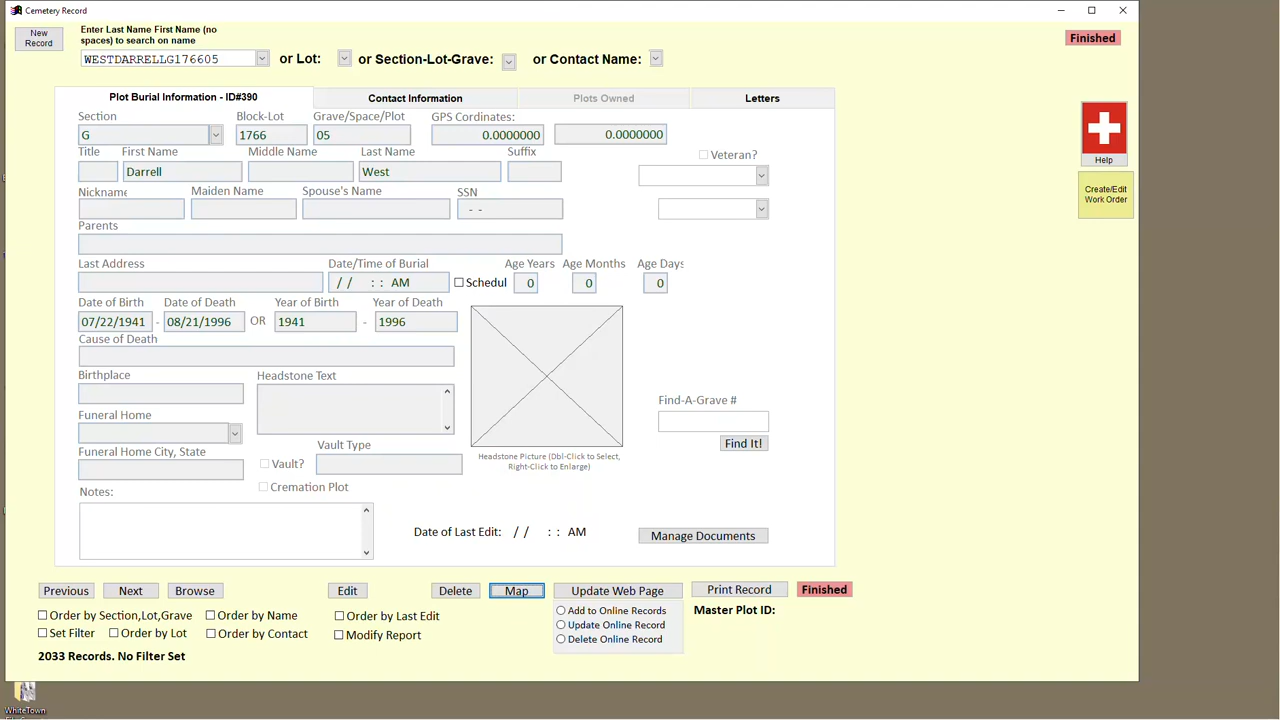 Cemetery Record
New
Record
Enter Last Name First Name (no
spaces) to search on name
WESTDARRELLG176605
or Lot:
or Section-Lot-Grave:
or Contact Name:
Finished
Plot Burial Information - ID#390
Contact Information
Plots Owned
Letters
Section
Block-Lot
Grave/Space/Plot
GPS Cordinates:
G
1766
05
0.0000000
0.0000000
Title
First Name
Middle Name
Last Name
Suffix
Veteran?
Darrell
West
Nickname
Maiden Name
Spouse's Name
SSN
- -
Parents
Last Address
Date/Time of Burial
Age Years
Age Months
Age Days
/ / : : AM
Schedul
0
0
0
Date of Birth
Date of Death
Year of Birth
Year of Death
07/22/1941
-
08/21/1996
OR
1941
-
1996
Cause of Death
Birthplace
Headstone Text
Find-A-Grave #
Funeral Home
Find It!
Funeral Home City, State
Vault Type
Vault?
Headstone Picture (Dbl-Click to Select,
Right-Click to Enlarge)
Cremation Plot
Notes:
Date of Last Edit: / / : : AM
Manage Documents
Help
Create/Edit
Work Order
Previous
Next
Browse
Edit
Delete
Map
Update Web Page
Print Record
Finished
Order by Section,Lot,Grave
Order by Name
Order by Last Edit
Add to Online Records
Master Plot ID:
Set Filter
Order by Lot
Order by Contact
Modify Report
Update Online Record
Delete Online Record
2033 Records. No Filter Set
WhiteTown